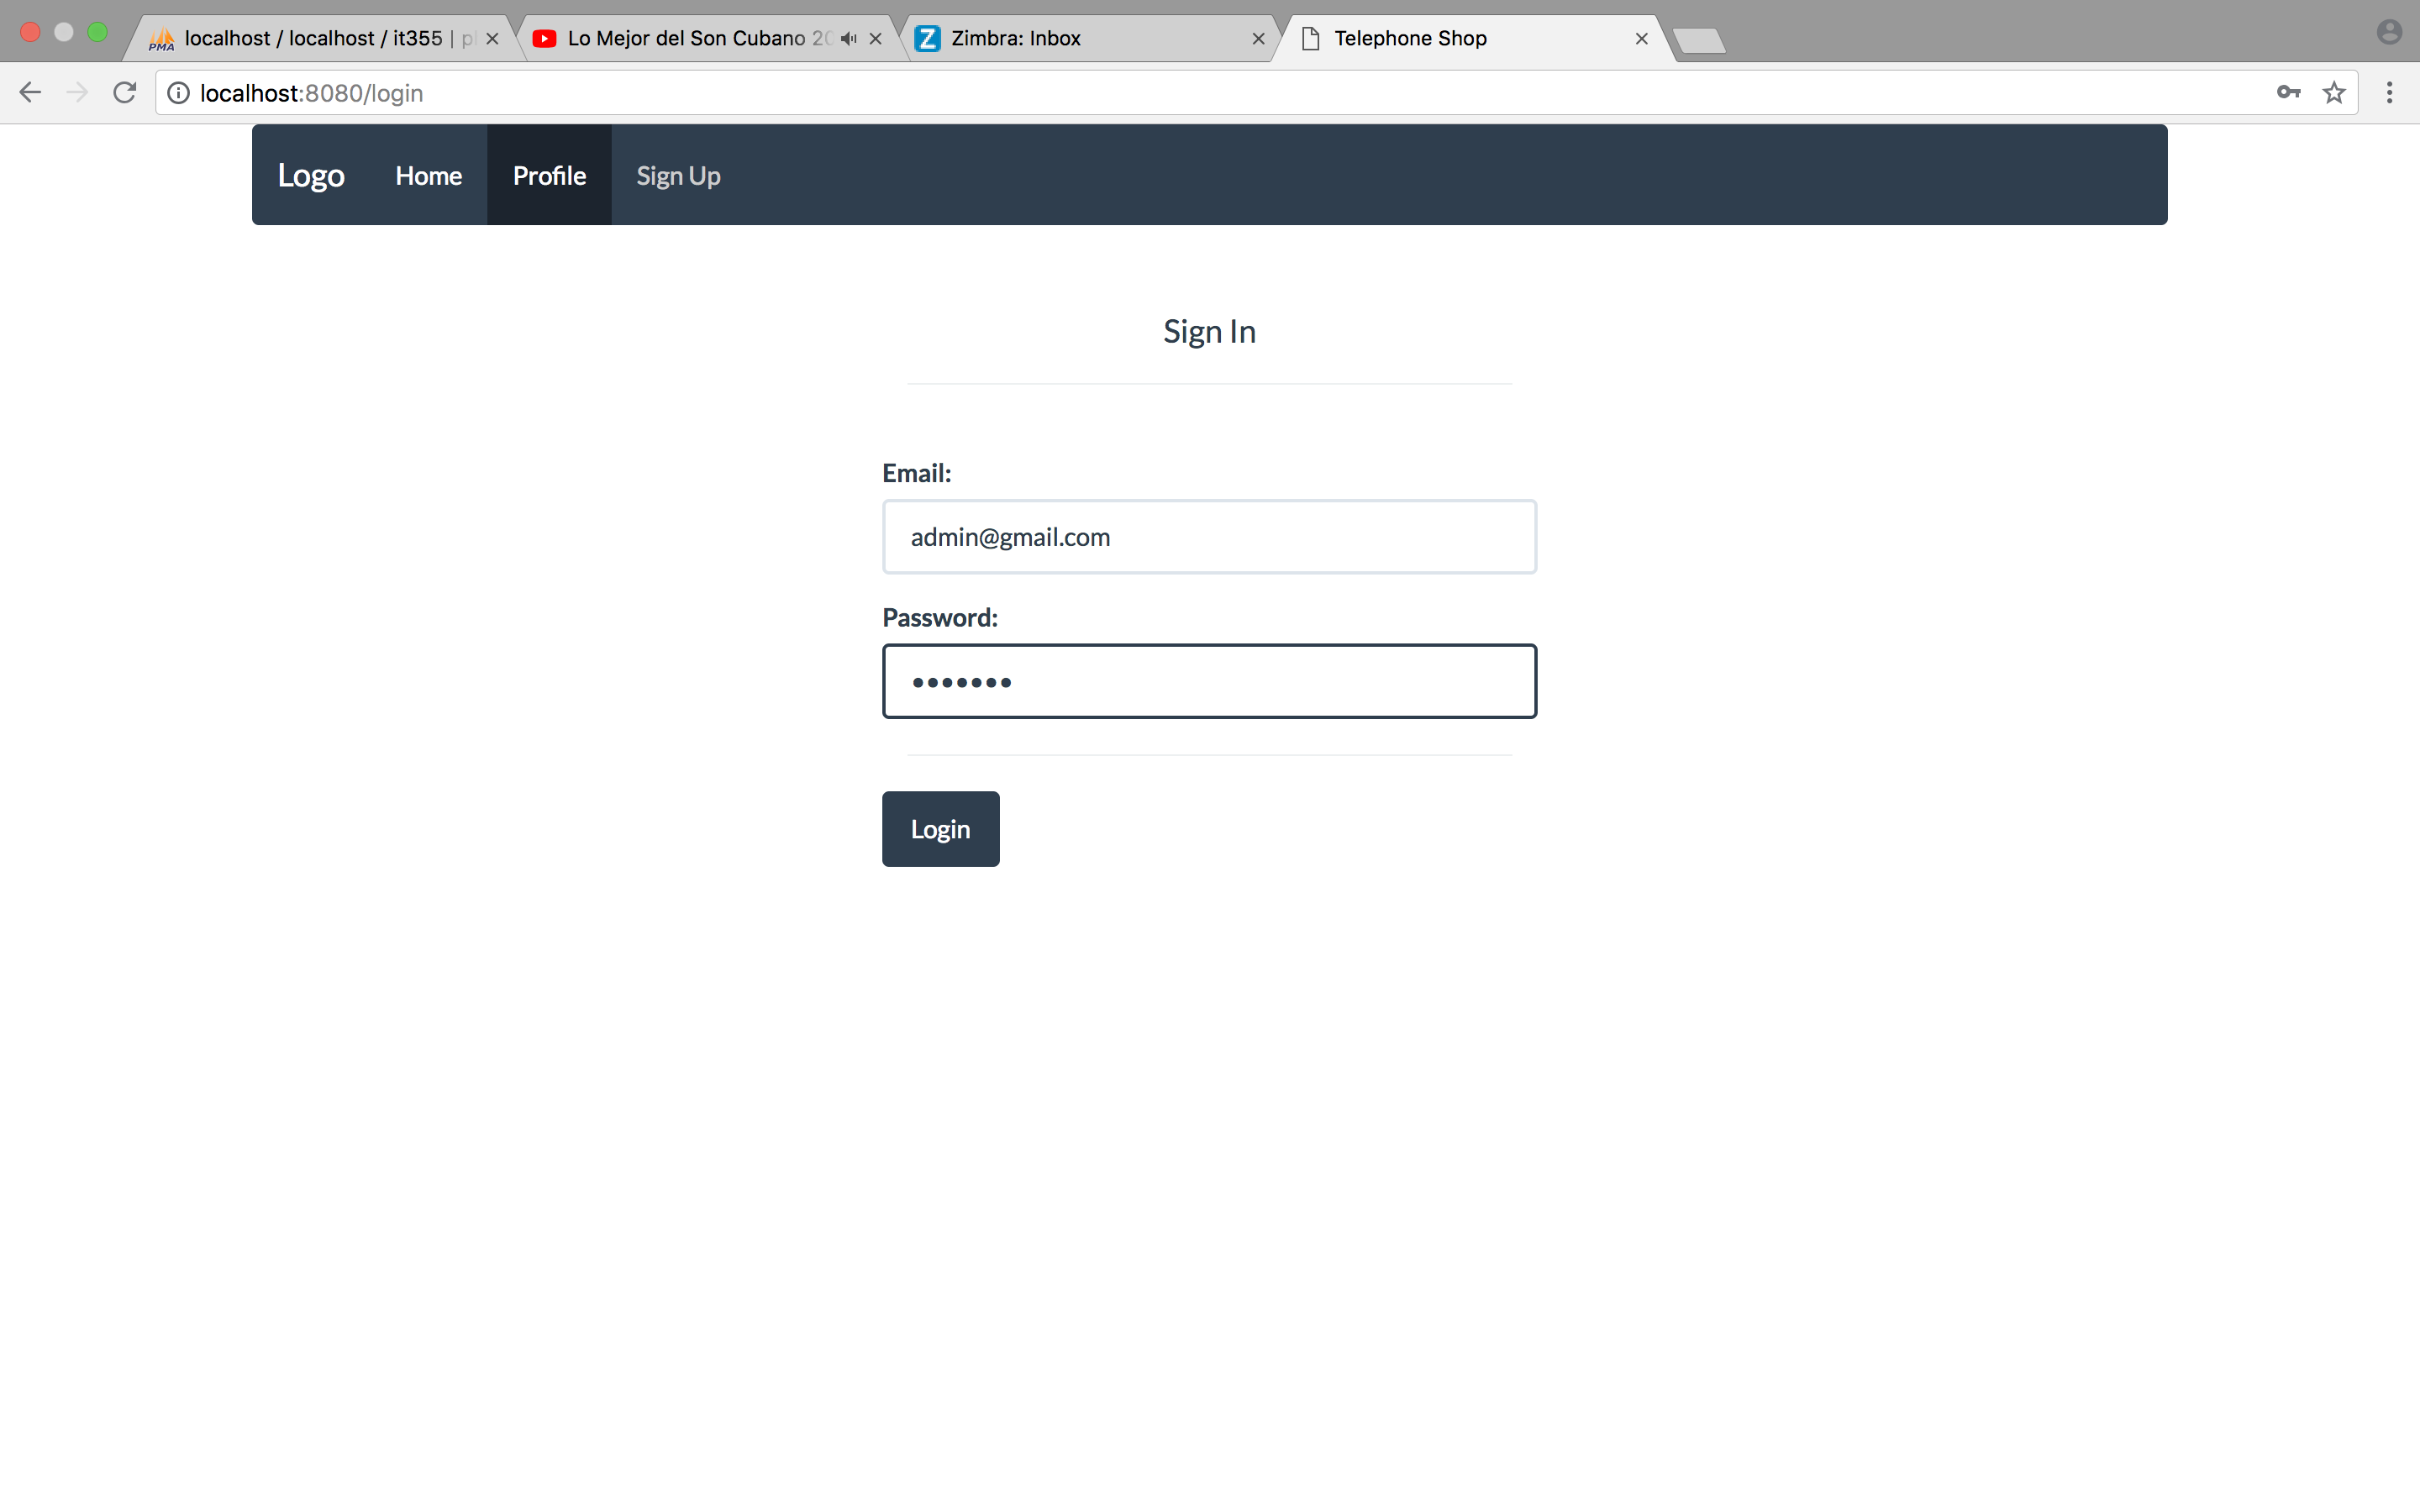 localhost / localhost / it355 |
Lo Mejor del Son Cubano
Zimbra: Inbox
Telephone Shop
localhost:8080/login
Logo
Home
Profile
Sign Up
Sign In
Email:
admin@gmail.com
Password:
•••••••
Login